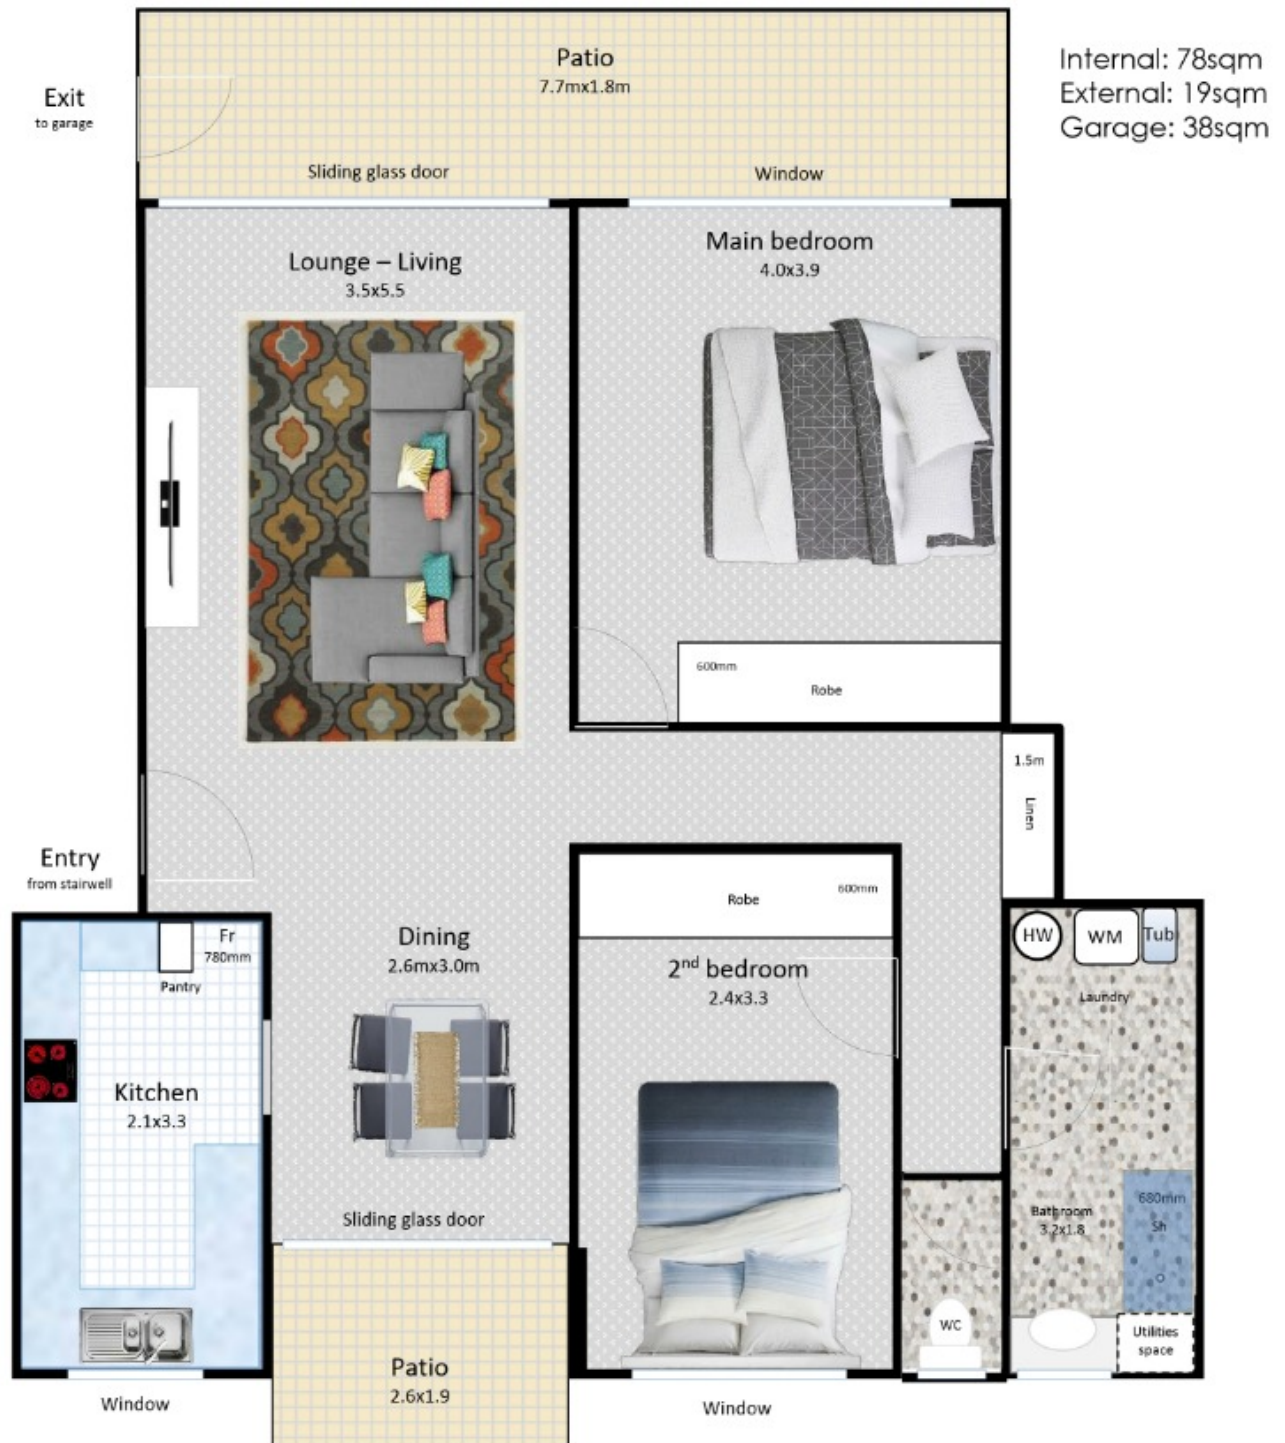 Patio
7.7mx1.8m
Internal: 78sqm
External: 19sqm
Garage: 38sqm
Exit
to garage
Sliding glass door
Window
Lounge – Living
3.5x5.5
Main bedroom
4.0x3.9
600mm
Robe
1.5m
Linen
Entry
from stairwell
Robe
600mm
Fr
780mm
Pantry
Dining
2.6mx3.0m
2nd bedroom
2.4x3.3
HW
WM
Tub
Laundry
Kitchen
2.1x3.3
Sliding glass door
680mm
Sh
Bathroom
3.2x1.8
WC
Utilities
space
Patio
2.6x1.9
Window
Window